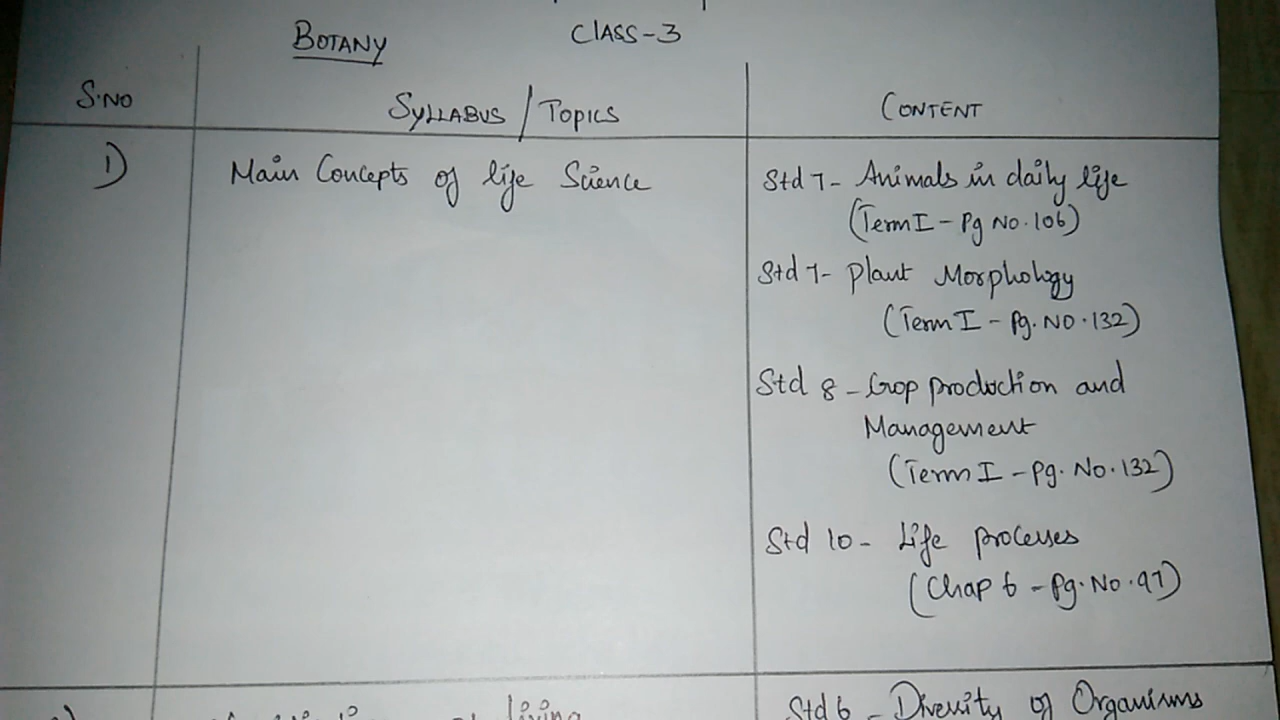 BOTANY CLASS-3
S.NO SYLLABUS / TOPICS CONTENT
1) Main Concepts of life Science Std 7- Animals in daily life
(Term I - Pg No. 106)
Std 7- Plant Morphology
(Term I - Pg. NO. 132)
Std 8 - Crop production and
Management
(Term I - Pg. No. 132)
Std 10 - Life processes
(Chap 6 - Pg. No. 97)
living Std 6 - Diversity of Organisms